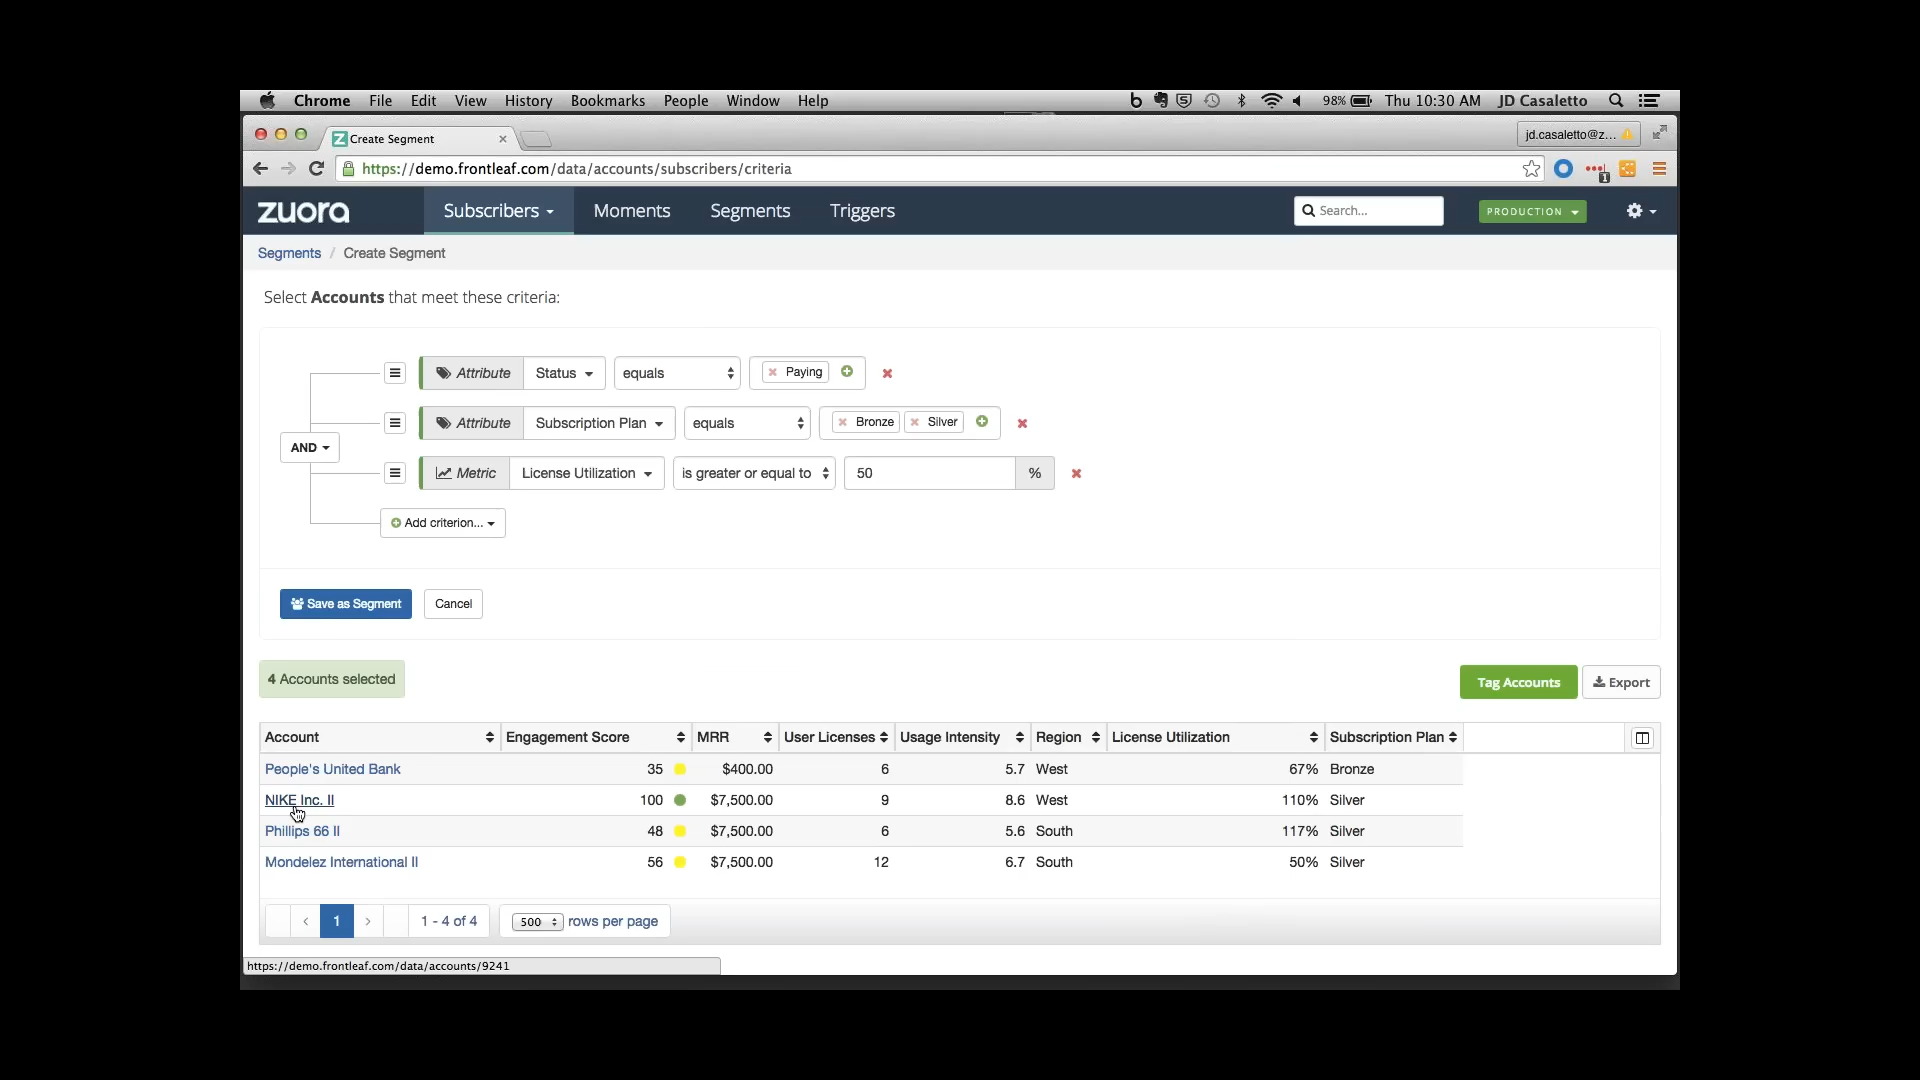 Chrome File Edit View History Bookmarks People Window Help 98% Thu 10:30 AM JD Casaletto
Create Segment jd.casaletto@z...
https://demo.frontleaf.com/data/accounts/subscribers/criteria 1
zuora Subscribers Moments Segments Triggers Search... PRODUCTION
Segments / Create Segment
Select Accounts that meet these criteria:
Attribute Status equals Paying
Attribute Subscription Plan equals Bronze Silver
AND
Metric License Utilization is greater or equal to 50 %
Add criterion...
Save as Segment Cancel
4 Accounts selected Tag Accounts Export
Account Engagement Score MRR User Licenses Usage Intensity Region License Utilization Subscription Plan
People's United Bank 35 $400.00 6 5.7 West 67% Bronze
NIKE Inc. II 100 $7,500.00 9 8.6 West 110% Silver
Phillips 66 II 48 $7,500.00 6 5.6 South 117% Silver
Mondelez International II 56 $7,500.00 12 6.7 South 50% Silver
‹ 1 › 1 - 4 of 4 500 rows per page
https://demo.frontleaf.com/data/accounts/9241